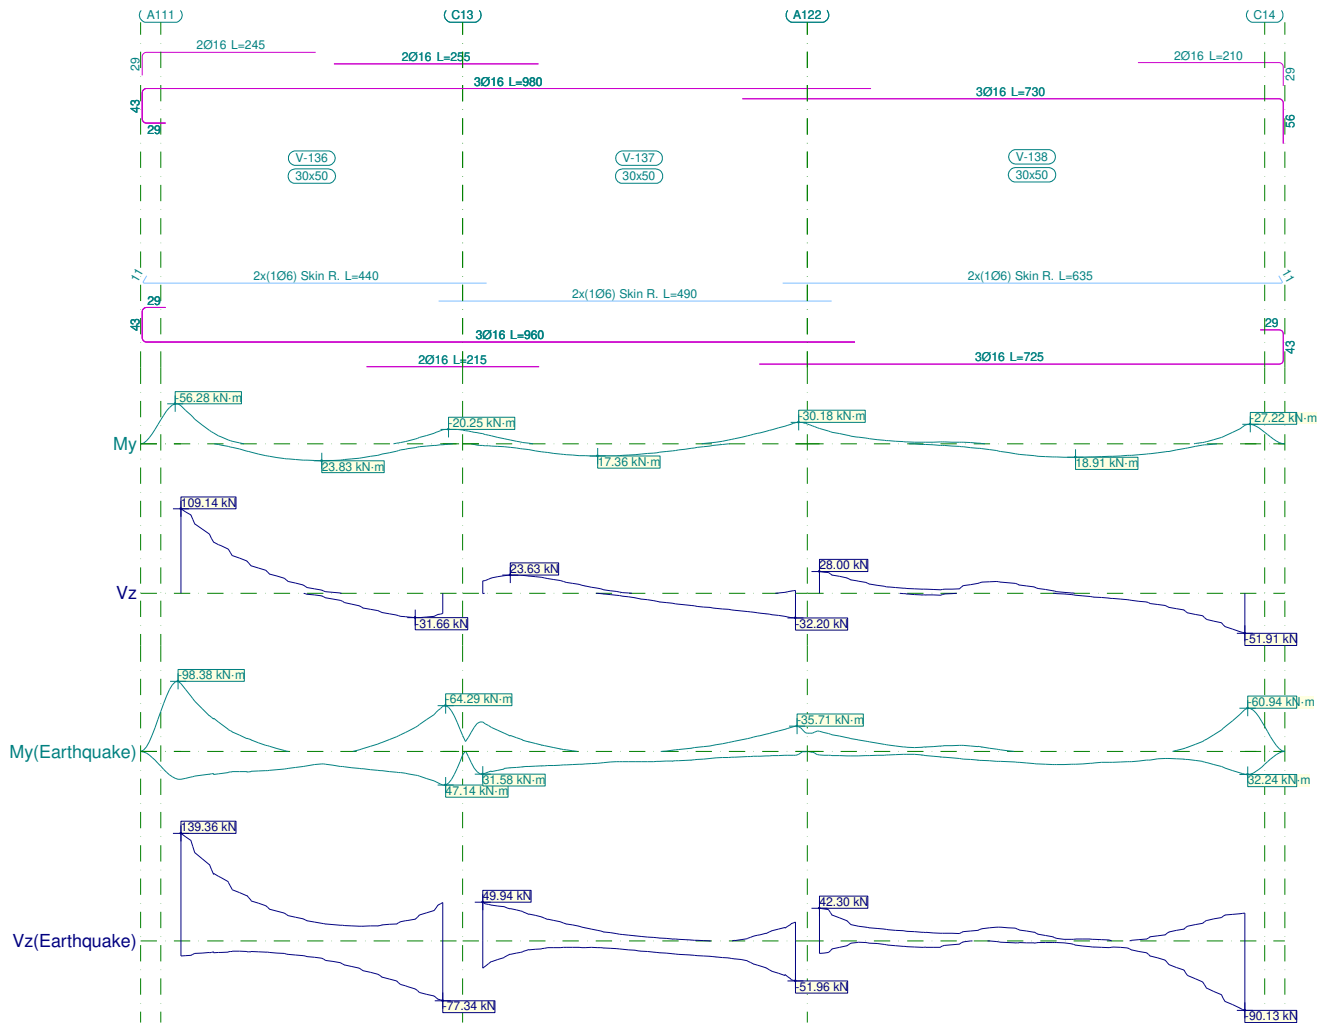 A111 C13 A122 C14
2Ø16 L=245
29
2Ø16 L=255
2Ø16 L=210
29
3Ø16 L=980
43
29
3Ø16 L=730
56
V-136 V-137 V-138
30x50 30x50 30x50
11
2x(1Ø6) Skin R. L=440
2x(1Ø6) Skin R. L=635
11
2x(1Ø6) Skin R. L=490
29
43
3Ø16 L=960
29
43
2Ø16 L=215
3Ø16 L=725
My
-56.28 kN·m
-20.25 kN·m
-30.18 kN·m
-27.22 kN·m
23.83 kN·m
17.36 kN·m
18.91 kN·m
Vz
109.14 kN
23.63 kN
28.00 kN
-31.66 kN
-32.20 kN
-51.91 kN
My(Earthquake)
-98.38 kN·m
-64.29 kN·m
-35.71 kN·m
-60.94 kN·m
47.14 kN·m
31.58 kN·m
32.24 kN·m
Vz(Earthquake)
139.36 kN
49.94 kN
42.30 kN
-77.34 kN
-51.96 kN
-90.13 kN